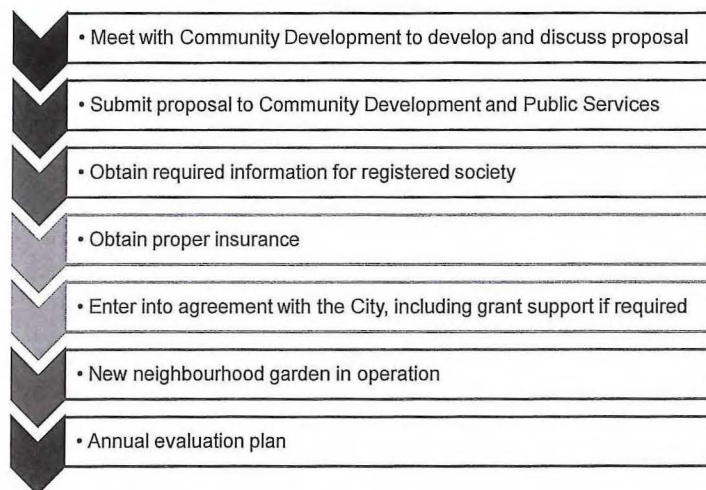 • Meet with Community Development to develop and discuss proposal
• Submit proposal to Community Development and Public Services
• Obtain required information for registered society
• Obtain proper insurance
• Enter into agreement with the City, including grant support if required
• New neighbourhood garden in operation
• Annual evaluation plan